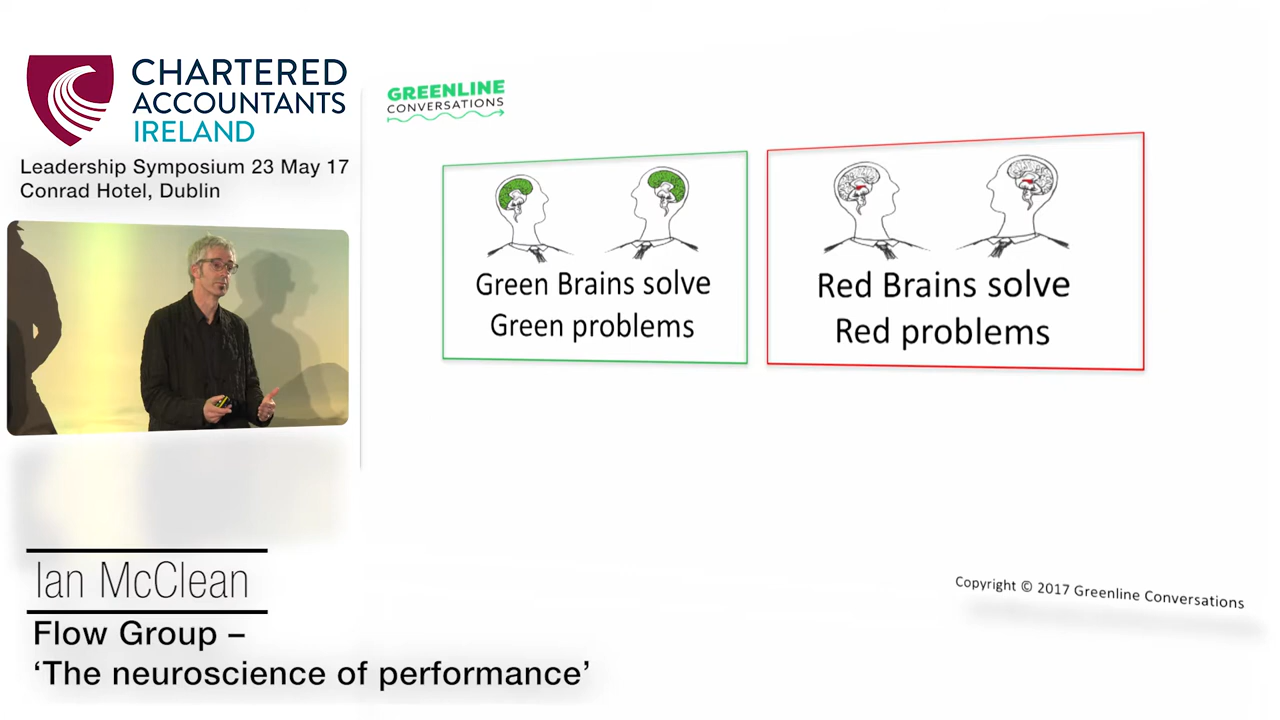 CHARTERED
ACCOUNTANTS
IRELAND
Leadership Symposium 23 May 17
Conrad Hotel, Dublin
Ian McClean
Flow Group –
‘The neuroscience of performance’
GREENLINE
CONVERSATIONS
Green Brains solve
Green problems
Red Brains solve
Red problems
Copyright © 2017 Greenline Conversations